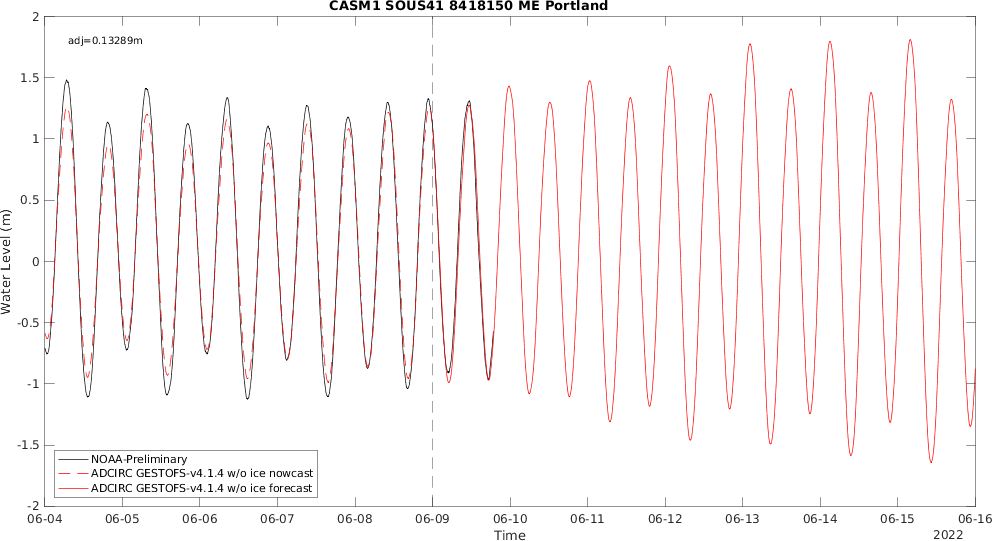 CASM1 SOUS41 8418150 ME Portland
adj=0.13289m
2
1.5
1
0.5
0
-0.5
-1
-1.5
-2
Water Level (m)
NOAA-Preliminary
ADCIRC GESTOFS-v4.1.4 w/o ice nowcast
ADCIRC GESTOFS-v4.1.4 w/o ice forecast
06-04 06-05 06-06 06-07 06-08 06-09 06-10 06-11 06-12 06-13 06-14 06-15 06-16
Time
2022